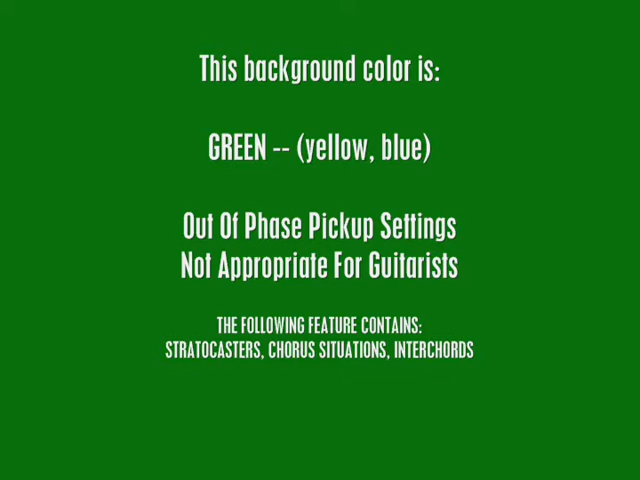 This background color is:
GREEN -- (yellow, blue)
Out Of Phase Pickup Settings
Not Appropriate For Guitarists
THE FOLLOWING FEATURE CONTAINS:
STRATOCASTERS, CHORUS SITUATIONS, INTERCHORDS